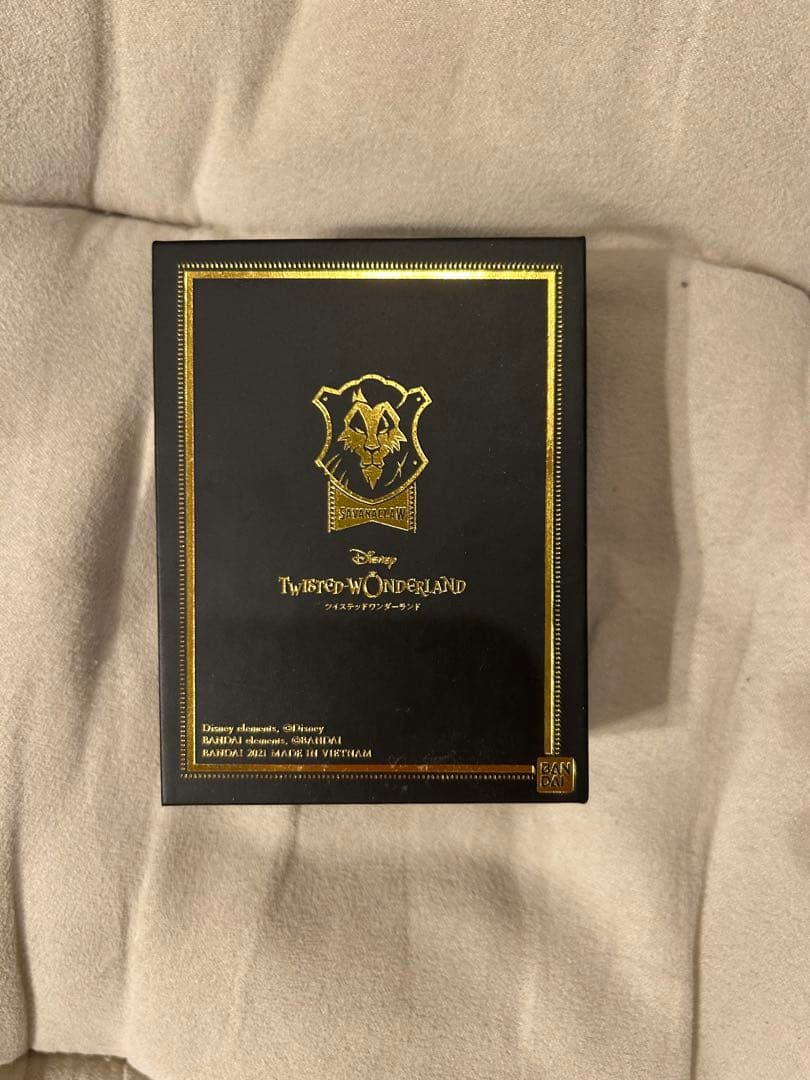 SAVANACLAW
Disney
TWISTED-WONDERLAND
ツイステッドワンダーランド
Disney elements, ©Disney
BANDAI elements, ©BANDAI
BANDAI 2021 MADE IN VIETNAM
BAN
DAI